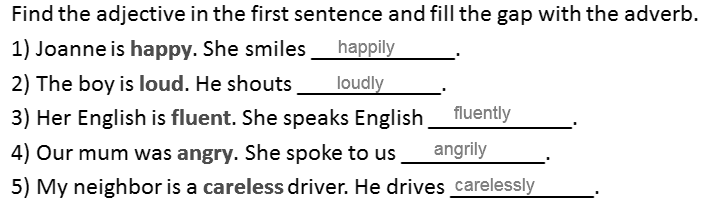 Find the adjective in the first sentence and fill the gap with the adverb.
1) Joanne is happy. She smiles happily.
2) The boy is loud. He shouts loudly.
3) Her English is fluent. She speaks English fluently.
4) Our mum was angry. She spoke to us angrily.
5) My neighbor is a careless driver. He drives carelessly.